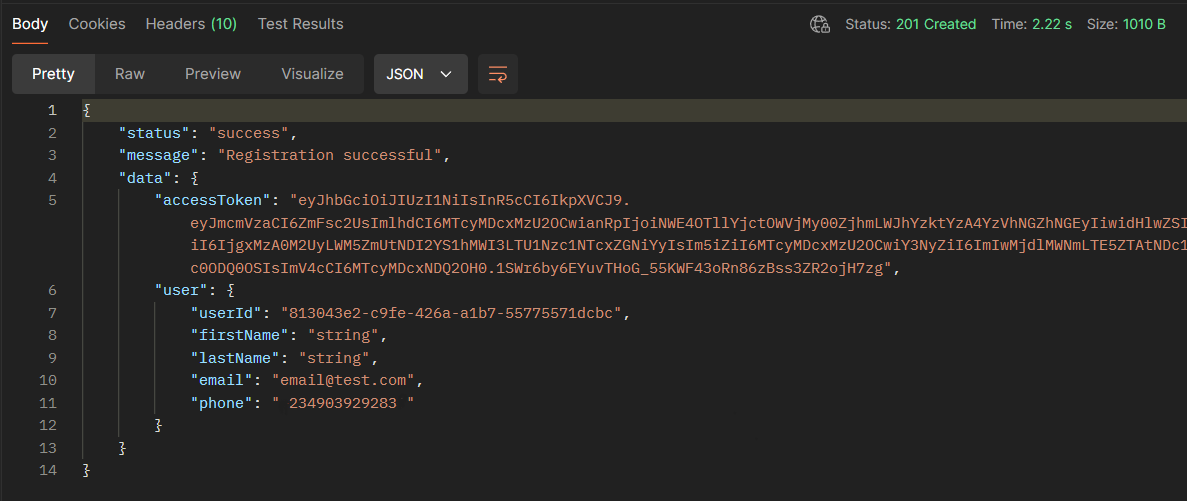 Body Cookies Headers (10) Test Results Status: 201 Created Time: 2.22 s Size: 1010 B
Pretty Raw Preview Visualize JSON
1 {
2 "status": "success",
3 "message": "Registration successful",
4 "data": {
5 "accessToken": "eyJhbGciOiJIUzI1NiIsInR5cCI6IkpXVCJ9.
eyJmcmVzaCI6ZmFsc2UsImlhdCI6MTcyMDcxMzU2OCwianRpIjoiNWE4OTllYjctOWVjMy00ZjhmLWJhYzktYzA4YzVhNGZhNGEyIiwidHlwZSI
iI6IjgxMzA0M2UyLWM5ZmUtNDI2YS1hMWI3LTU1Nzc1NTcxZGNiYyIsIm5iZiI6MTcyMDcxMzU2OCwiY3NyZiI6ImIwMjdlMWNmLTE5ZTAtNDc1
c0ODQ0OSIsImV4cCI6MTcyMDcxNDQ2OH0.1SWr6by6EYuvTHoG_55KWF43oRn86zBss3ZR2ojH7zg",
6 "user": {
7 "userId": "813043e2-c9fe-426a-a1b7-55775571dcbc",
8 "firstName": "string",
9 "lastName": "string",
10 "email": "email@test.com",
11 "phone": " 234903929283 "
12 }
13 }
14 }